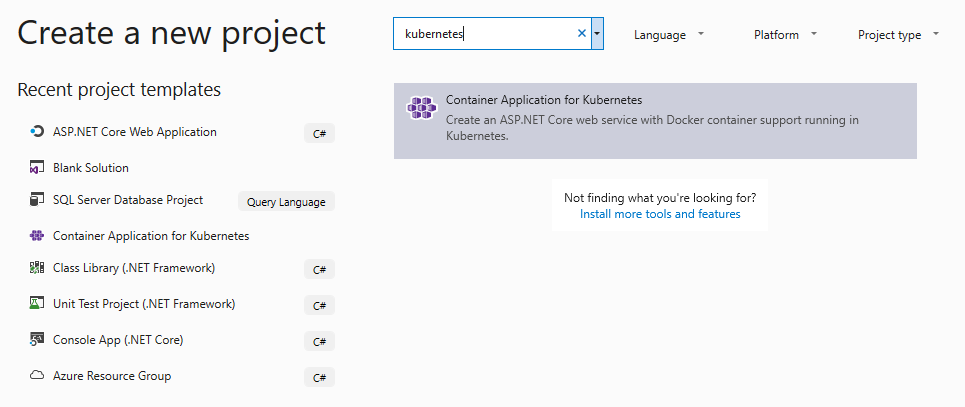 Create a new project
kubernetes
Language
Platform
Project type
Recent project templates
ASP.NET Core Web Application
C#
Blank Solution
SQL Server Database Project
Query Language
Container Application for Kubernetes
Class Library (.NET Framework)
C#
Unit Test Project (.NET Framework)
C#
Console App (.NET Core)
C#
Azure Resource Group
C#
Container Application for Kubernetes
Create an ASP.NET Core web service with Docker container support running in
Kubernetes.
Not finding what you're looking for?
Install more tools and features